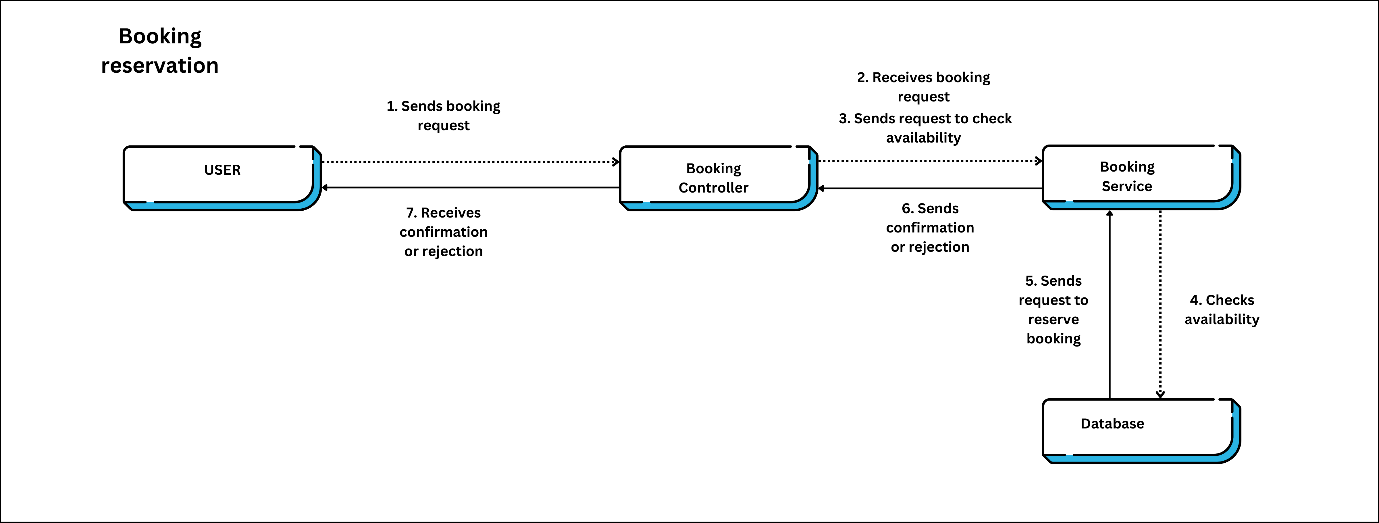 Booking
reservation
1. Sends booking
request
2. Receives booking
request
3. Sends request to check
availability
USER
Booking
Controller
Booking
Service
7. Receives
confirmation
or rejection
6. Sends
confirmation
or rejection
5. Sends
request to
reserve
booking
4. Checks
availability
Database